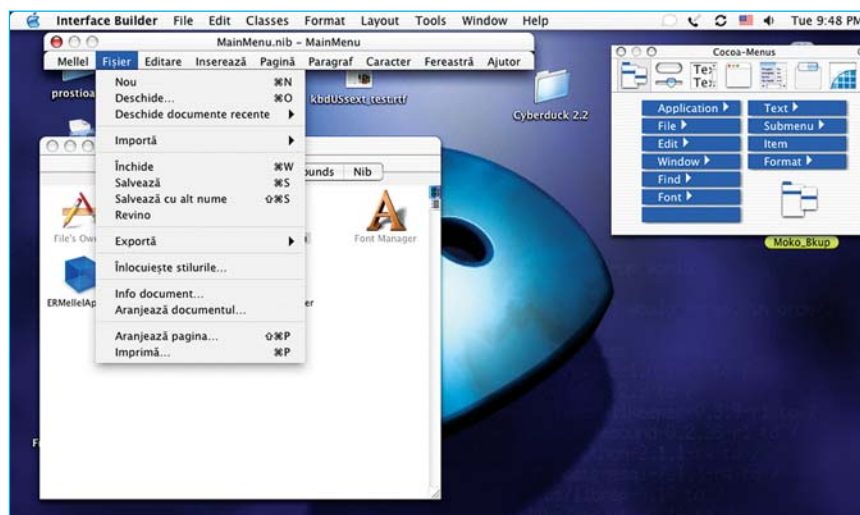 Interface Builder File Edit Classes Format Layout Tools Window Help Tue 9:48 PM
MainMenu.nib – MainMenu
Mellel Fișier Editare Inserează Pagină Paragraf Caracter Fereastră Ajutor
Nou ⌘N
Deschide... ⌘O
Deschide documente recente
Importă
Închide ⌘W
Salvează ⌘S
Salvează cu alt nume ⇧⌘S
Revino
Exportă
Înlocuiește stilurile...
Info document...
Aranjează documentul...
Aranjează pagina... ⇧⌘P
Imprimă... ⌘P
prostioa
kbdUSsext_test.rtf
Cyberduck 2.2
ounds Nib
File's Own
Font Manager
ERMellelAp
er
Cocoa-Menus
Tex
Tex
Application Text
File Submenu
Edit Item
Window Format
Find
Font
Moko_Bkup